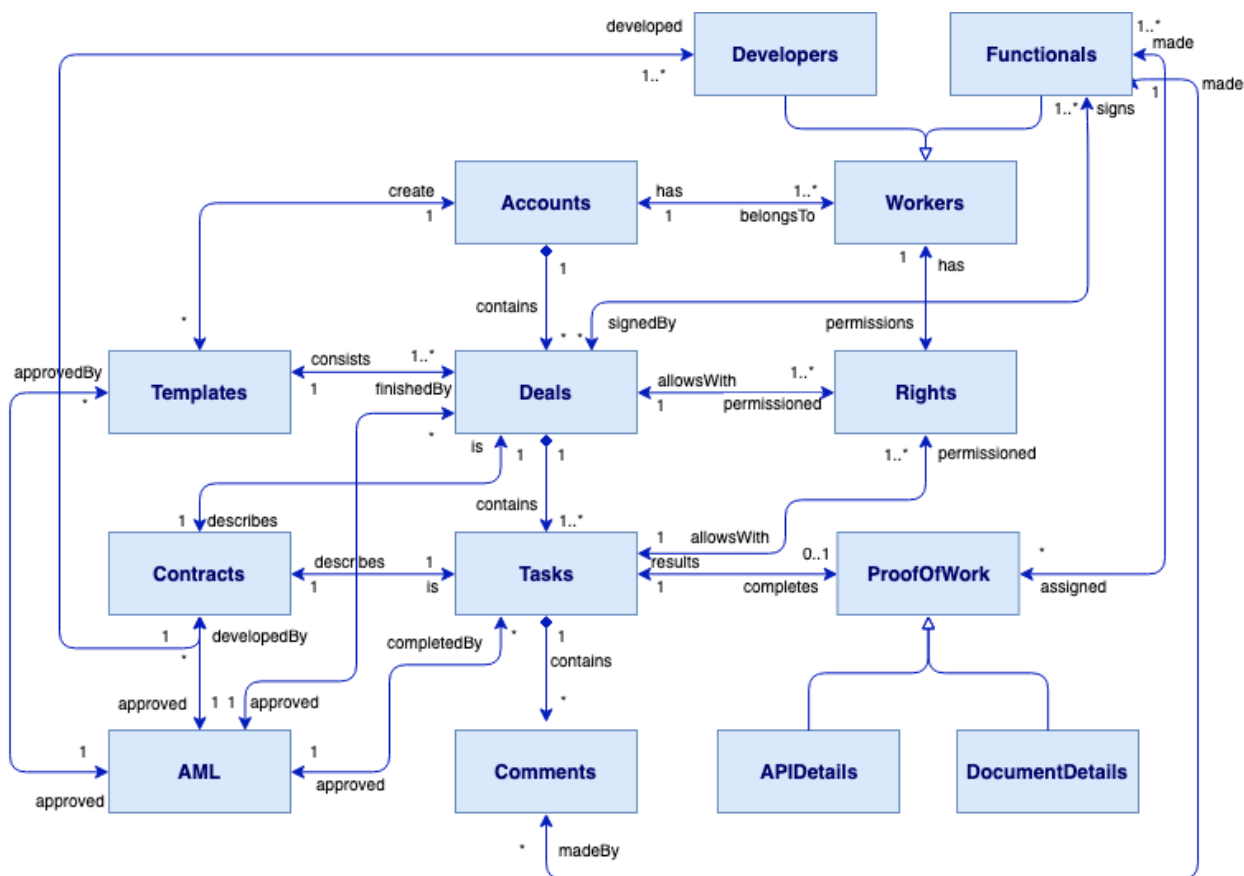 developed
1..*
Developers
Functionals
1..*
made
1
made
1..*
signs
create
1
Accounts
has
1
1..*
belongsTo
Workers
1
has
1
contains
*
*
*
signedBy
permissions
approvedBy
*
Templates
consists
1
1..*
finishedBy
*
Deals
allowsWith
1
1..*
permissioned
Rights
is
1
1
contains
1..*
1..*
permissioned
1
describes
1
allowsWith
Contracts
describes
1
1
is
Tasks
results
1
0..1
completes
ProofOfWork
*
assigned
1
developedBy
*
completedBy
*
1
contains
*
approved
1
1
approved
1
approved
AML
1
approved
Comments
APIDetails
DocumentDetails
*
madeBy